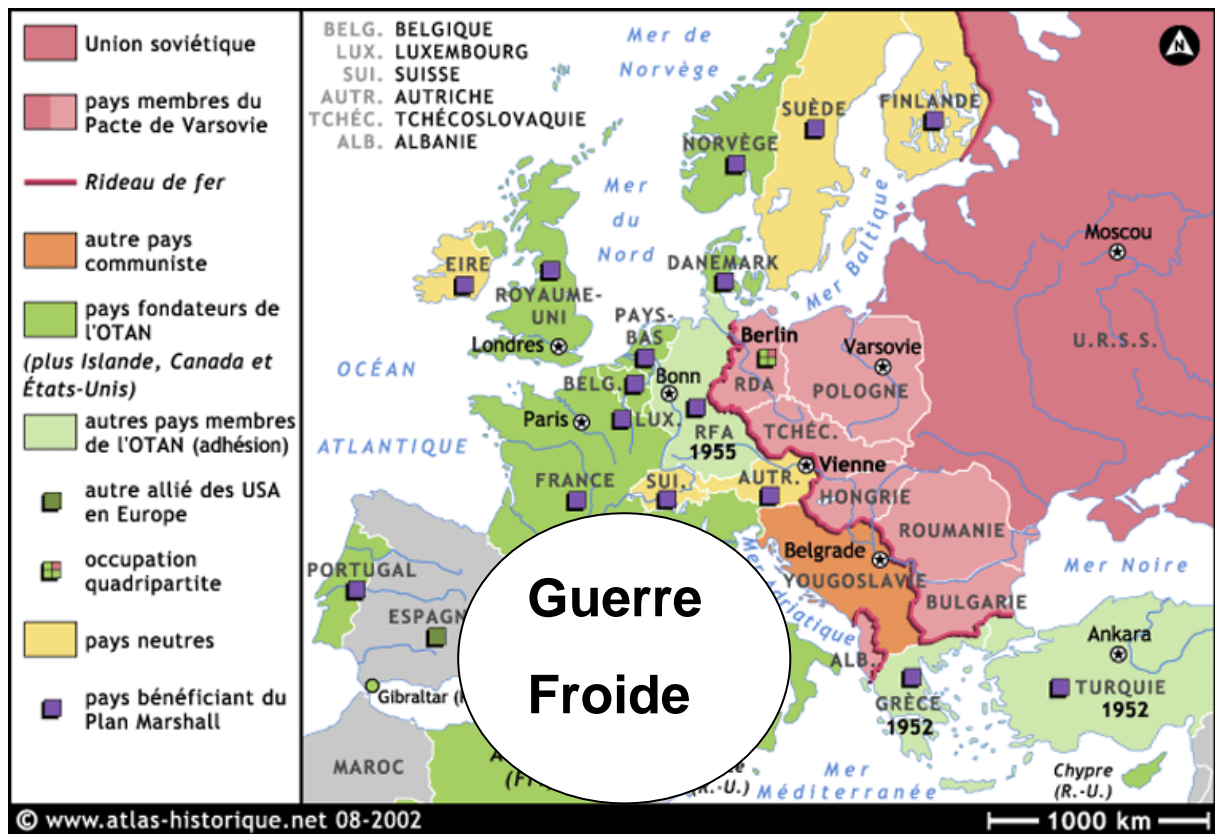 Union soviétique
pays membres du
Pacte de Varsovie
Rideau de fer
autre pays
communiste
pays fondateurs de
l'OTAN
(plus Islande, Canada et
États-Unis)
autres pays membres
de l'OTAN (adhésion)
autre allié des USA
en Europe
occupation
quadripartite
pays neutres
pays bénéficiant du
Plan Marshall
BELG. BELGIQUE
LUX. LUXEMBOURG
SUI. SUISSE
AUTR. AUTRICHE
TCHÉC. TCHÉCOSLOVAQUIE
ALB. ALBANIE
N
Mer de
Norvège
SUÈDE
FINLANDE
NORVÈGE
Mer
du
Nord
Mer Baltique
Moscou
EIRE
ROYAUME-
UNI
DANEMARK
Londres
PAYS-
BAS
Berlin
Varsovie
U.R.S.S.
OCÉAN
ATLANTIQUE
BELG.
Bonn
RDA
POLOGNE
Paris
LUX.
RFA
1955
TCHÉC.
Vienne
FRANCE
SUI.
AUTR.
HONGRIE
ROUMANIE
Belgrade
YOUGOSLAVIE
Mer Adriatique
BULGARIE
Mer Noire
PORTUGAL
ESPAGN
Guerre
Froide
ALB.
Ankara
Gibraltar (
GRÈCE
1952
TURQUIE
1952
MAROC
(R.-U.)
Mer
Méditerranée
Chypre
(R.-U.)
© www.atlas-historique.net 08-2002
1000 km